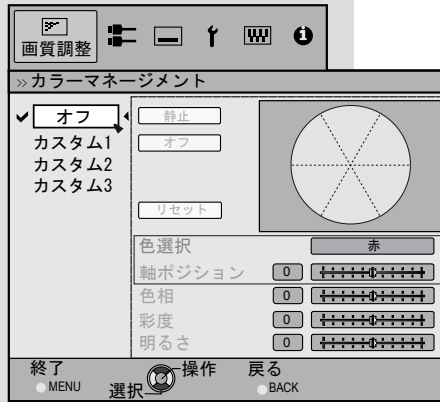 画質調整
»カラーマネージメント
オフ
カスタム1
カスタム2
カスタム3
静止
オフ
リセット
色選択 赤
軸ポジション 0
色相 0
彩度 0
明るさ 0
終了
MENU
選択
操作
戻る
BACK